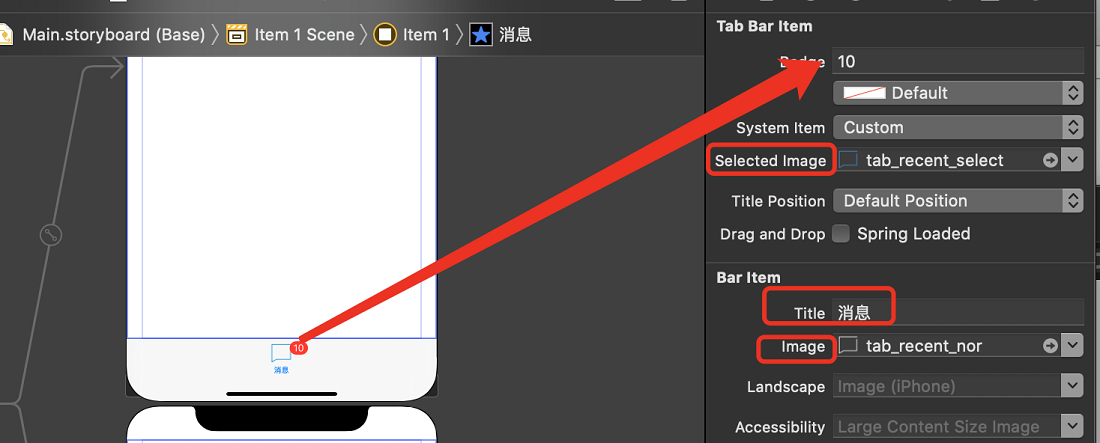 Main.storyboard (Base) 〉 Item 1 Scene 〉 Item 1 〉 消息
10
消息
Tab Bar Item
Badge 10
Default
System Item Custom
Selected Image tab_recent_select
Title Position Default Position
Drag and Drop Spring Loaded
Bar Item
Title 消息
Image tab_recent_nor
Landscape Image (iPhone)
Accessibility Large Content Size Image